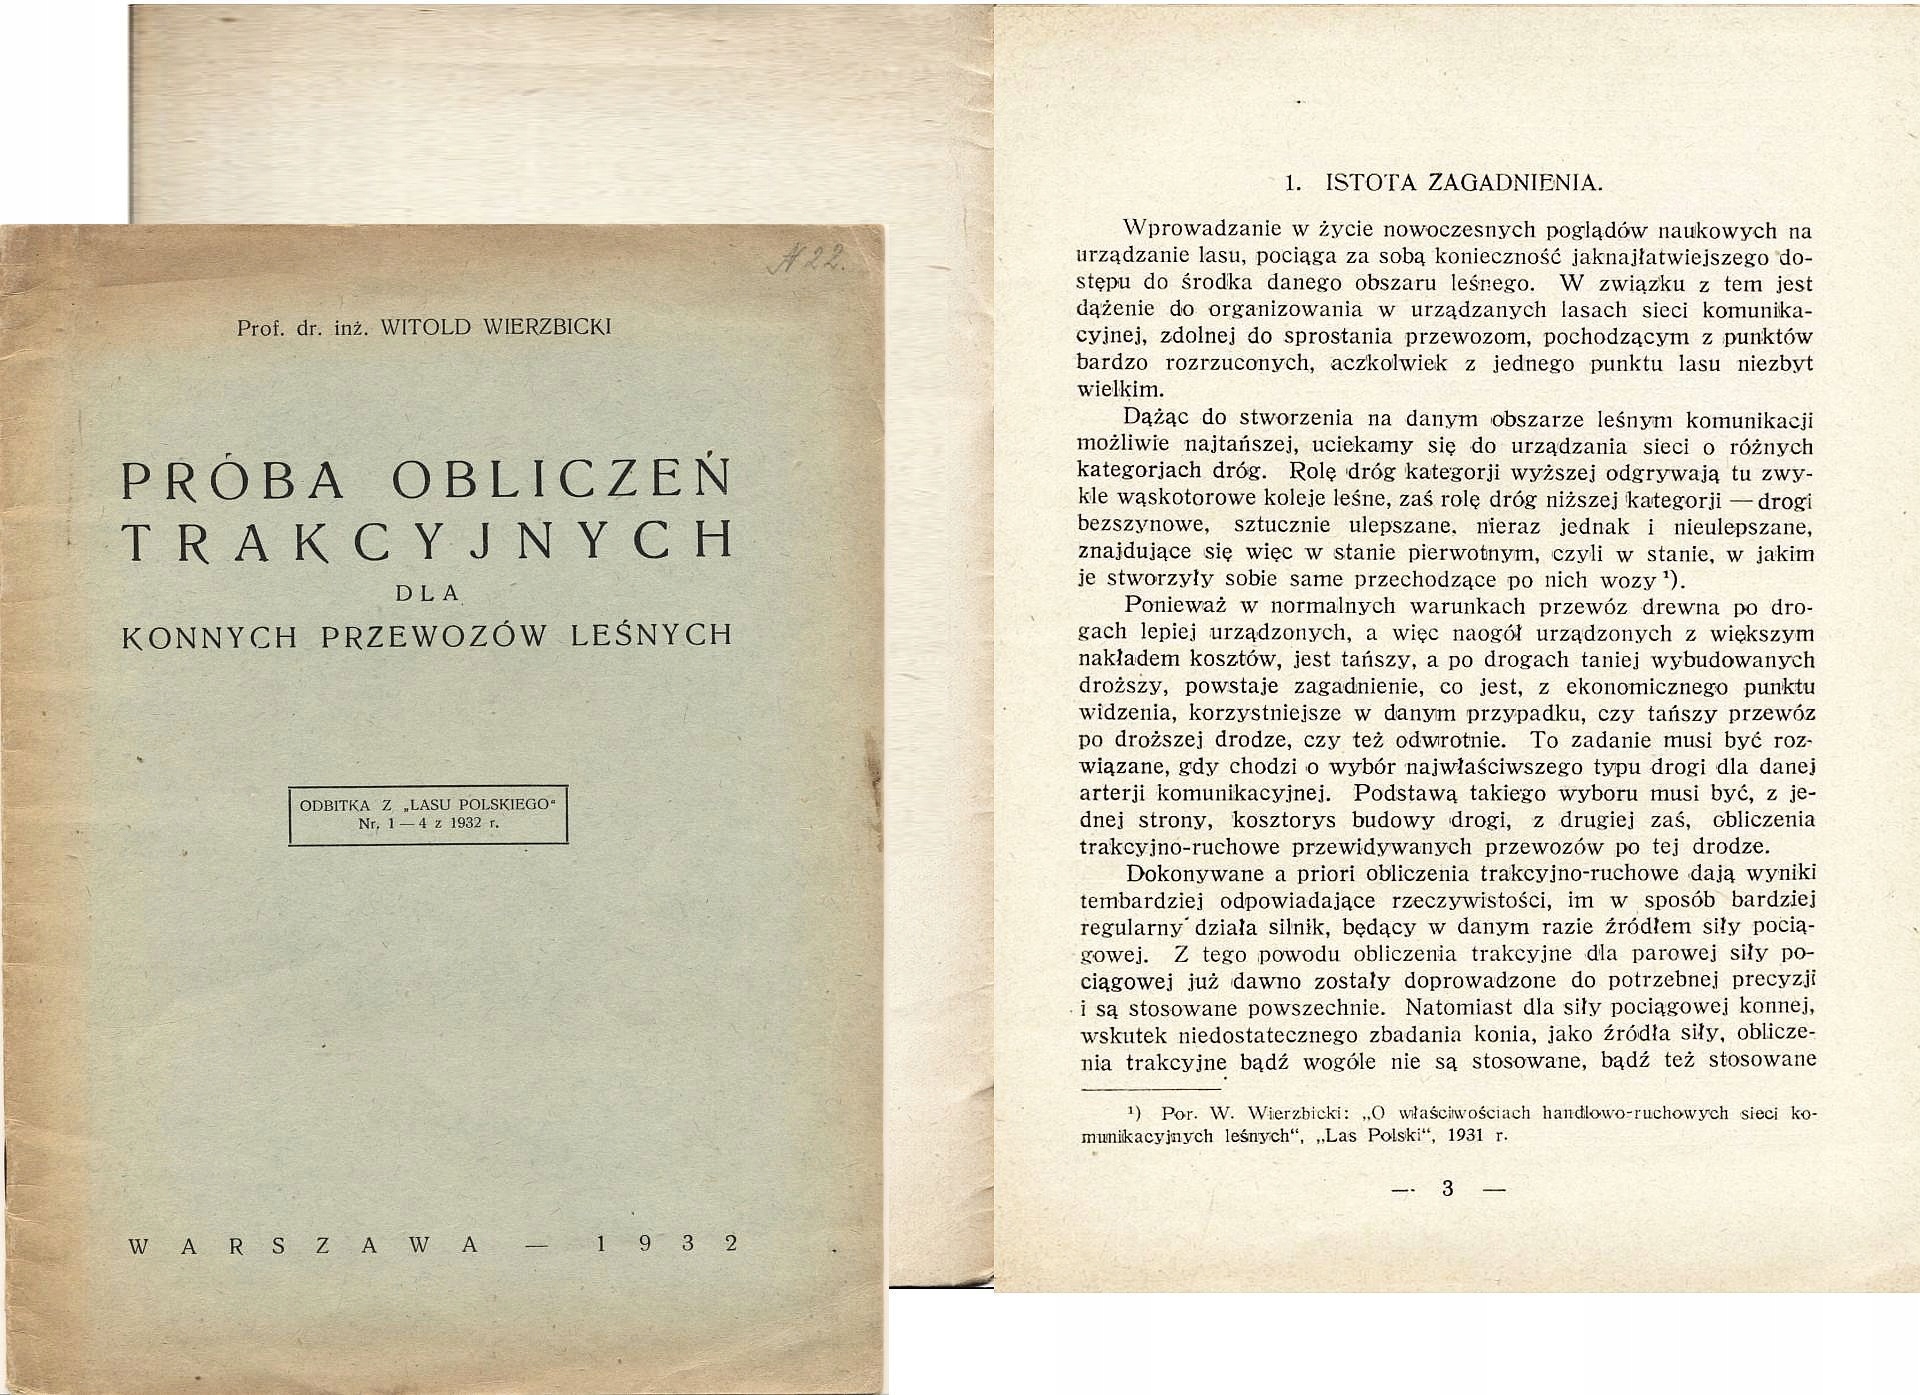 N 22.
Prof. dr. inż. WITOLD WIERZBICKI
PRÓBA OBLICZEŃ
TRAKCYJNYCH
DLA
KONNYCH PRZEWOZÓW LEŚNYCH
ODBITKA Z „LASU POLSKIEGO“
Nr. 1 — 4 z 1932 r.
WARSZAWA — 1932
1. ISTOTA ZAGADNIENIA.
Wprowadzanie w życie nowoczesnych poglądów naukowych na
urządzanie lasu, pociąga za sobą konieczność jaknajłatwiejszego do-
stępu do środka danego obszaru leśnego. W związku z tem jest
dążenie do organizowania w urządzanych lasach sieci komunika-
cyjnej, zdolnej do sprostania przewozom, pochodzącym z punktów
bardzo rozrzuconych, aczkolwiek z jednego punktu lasu niezbyt
wielkim.
Dążąc do stworzenia na danym obszarze leśnym komunikacji
możliwie najtańszej, uciekamy się do urządzania sieci o różnych
kategorjach dróg. Rolę dróg kategorji wyższej odgrywają tu zwy-
kle wąskotorowe koleje leśne, zaś rolę dróg niższej kategorji — drogi
bezszynowe, sztucznie ulepszane, nieraz jednak i nieulepszane,
znajdujące się więc w stanie pierwotnym, czyli w stanie, w jakim
je stworzyły sobie same przechodzące po nich wozy ¹).
Ponieważ w normalnych warunkach przewóz drewna po dro-
gach lepiej urządzonych, a więc naogół urządzonych z większym
nakładem kosztów, jest tańszy, a po drogach taniej wybudowanych
droższy, powstaje zagadnienie, co jest, z ekonomicznego punktu
widzenia, korzystniejsze w danym przypadku, czy tańszy przewóz
po droższej drodze, czy też odwrotnie. To zadanie musi być roz-
wiązane, gdy chodzi o wybór najwłaściwszego typu drogi dla danej
arterji komunikacyjnej. Podstawą takiego wyboru musi być, z je-
dnej strony, kosztorys budowy drogi, z drugiej zaś, obliczenia
trakcyjno-ruchowe przewidywanych przewozów po tej drodze.
Dokonywane a priori obliczenia trakcyjno-ruchowe dają wyniki
tembardziej odpowiadające rzeczywistości, im w sposób bardziej
regularny działa silnik, będący w danym razie źródłem siły pocią-
gowej. Z tego powodu obliczenia trakcyjne dla parowej siły po-
ciągowej już dawno zostały doprowadzone do potrzebnej precyzji
i są stosowane powszechnie. Natomiast dla siły pociągowej konnej,
wskutek niedostatecznego zbadania konia, jako źródła siły, oblicze-
nia trakcyjne bądź wogóle nie są stosowane, bądź też stosowane
¹) Por. W. Wierzbicki: „O właściwościach handlowo-ruchowych sieci ko-
munikacyjnych leśnych“, „Las Polski“, 1931 r.
— 3 —